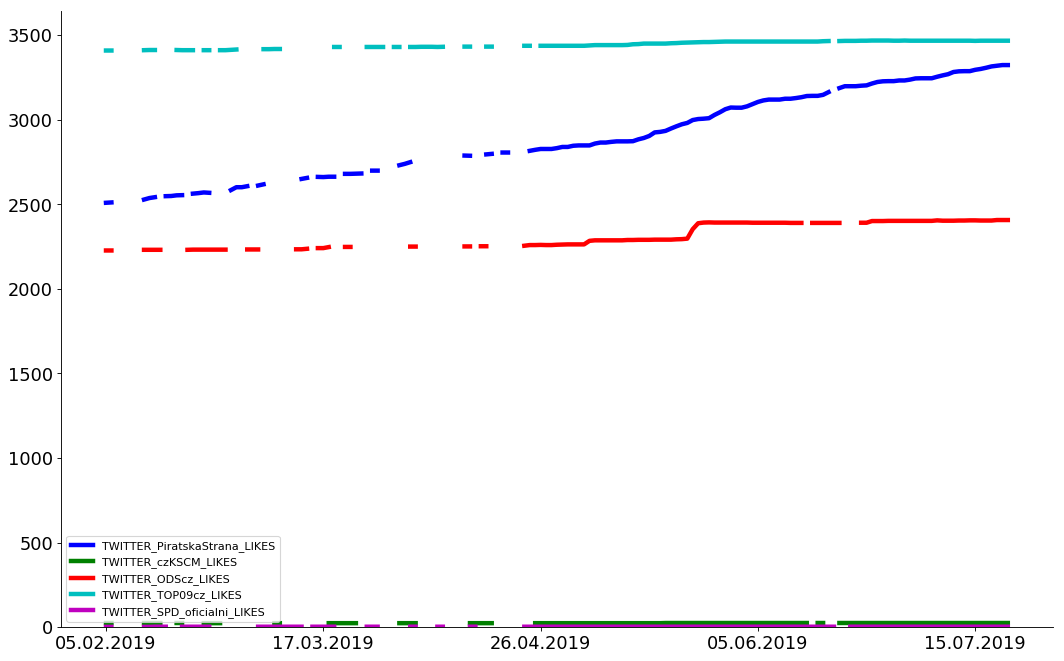 3500
3000
2500
2000
1500
1000
500
0
TWITTER_PiratskaStrana_LIKES
TWITTER_czKSCM_LIKES
TWITTER_ODScz_LIKES
TWITTER_TOP09cz_LIKES
TWITTER_SPD_oficialni_LIKES
05.02.2019 17.03.2019 26.04.2019 05.06.2019 15.07.2019